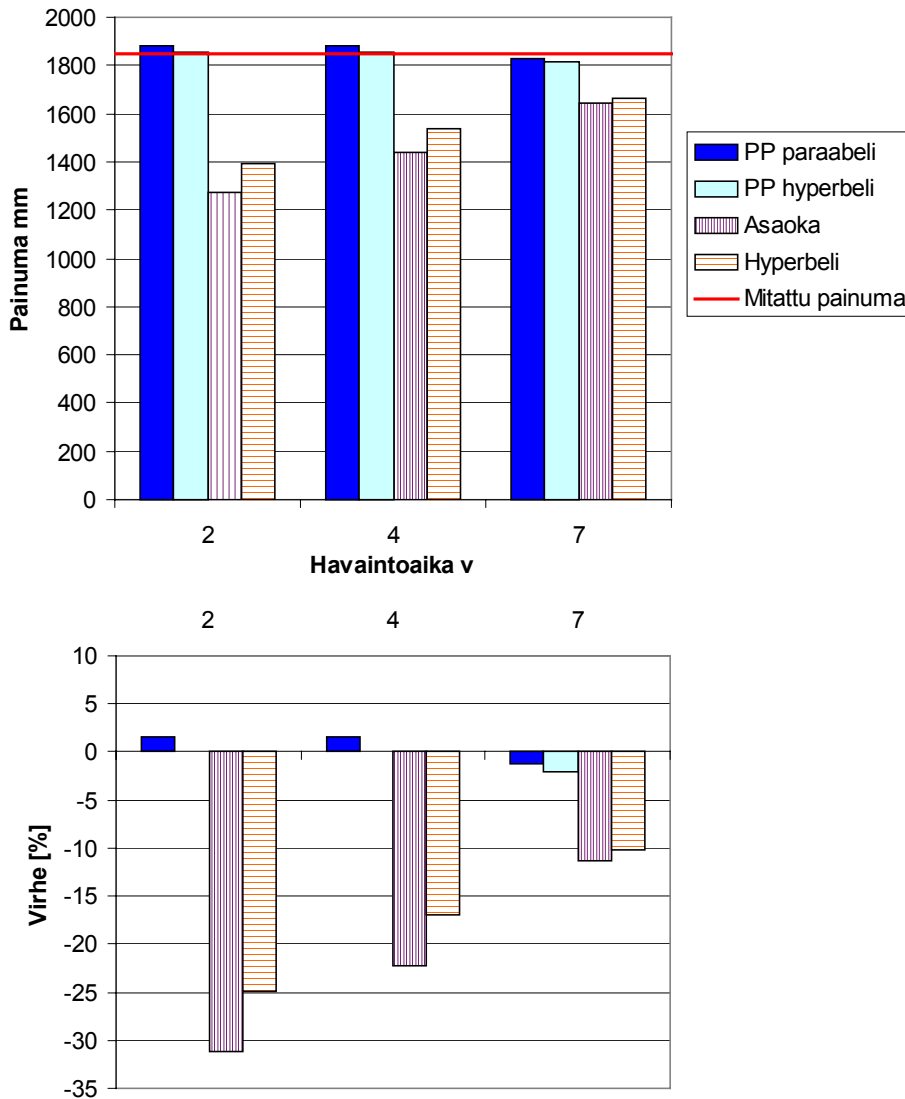 2000
1800
1600
1400
1200
1000
800
600
400
200
0
Painuma mm
2 4 7
Havaintoaika v
PP paraabeli
PP hyperbeli
Asaoka
Hyperbeli
Mitattu painuma
2 4 7
10
5
0
-5
-10
-15
-20
-25
-30
-35
Virhe [%]